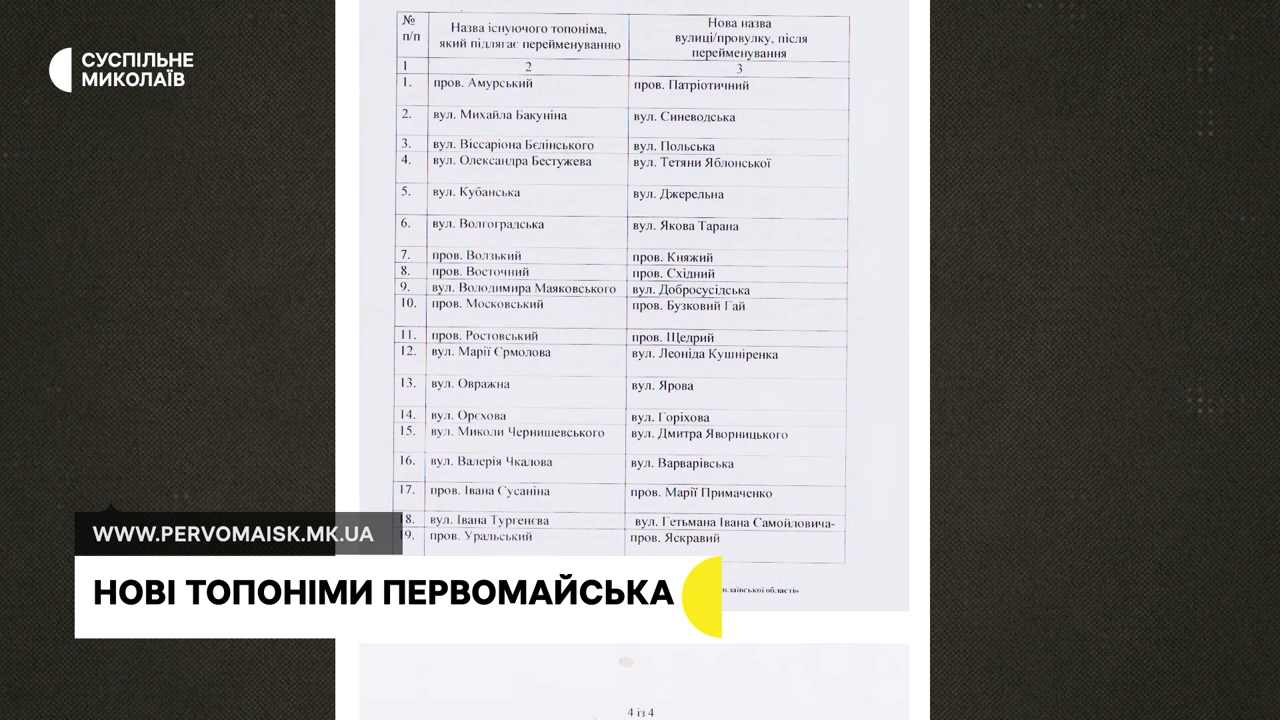 СУСПІЛЬНЕ
МИКОЛАЇВ
№ п/п | Назва існуючого топоніма, який підлягає перейменуванню | Нова назва вулиці/провулку, після перейменування
1 | 2 | 3
1. пров. Амурський | пров. Патріотичний
2. вул. Михайла Бакуніна | вул. Синеводська
3. вул. Віссаріона Бєлінського | вул. Польська
4. вул. Олександра Бестужева | вул. Тетяни Яблонської
5. вул. Кубанська | вул. Джерельна
6. вул. Волгоградська | вул. Якова Тарана
7. пров. Волзький | пров. Княжий
8. пров. Восточний | пров. Східний
9. вул. Володимира Маяковського | вул. Добросусідська
10. пров. Московський | пров. Бузковий Гай
11. пров. Ростовський | пров. Щедрий
12. вул. Марії Єрмолова | вул. Леоніда Кушніренка
13. вул. Овражна | вул. Ярова
14. вул. Орєхова | вул. Горіхова
15. вул. Миколи Чернишевського | вул. Дмитра Яворницького
16. вул. Валерія Чкалова | вул. Варварівська
17. пров. Івана Сусаніна | пров. Марії Примаченко
18. вул. Івана Тургенєва | вул. Гетьмана Івана Самойловича-
19. пров. Уральський | пров. Яскравий
WWW.PERVOMAISK.MK.UA
НОВІ ТОПОНІМИ ПЕРВОМАЙСЬКА
області»
4 із 4